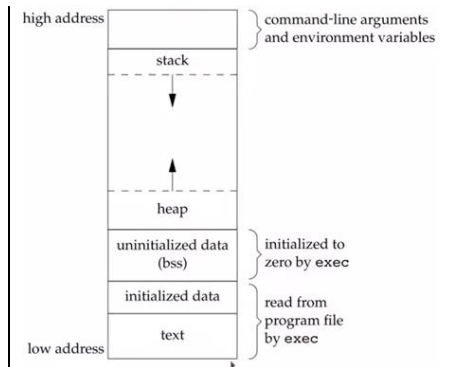 high address
command-line arguments
and environment variables
stack
heap
uninitialized data
(bss)
initialized to
zero by exec
initialized data
read from
program file
by exec
text
low address